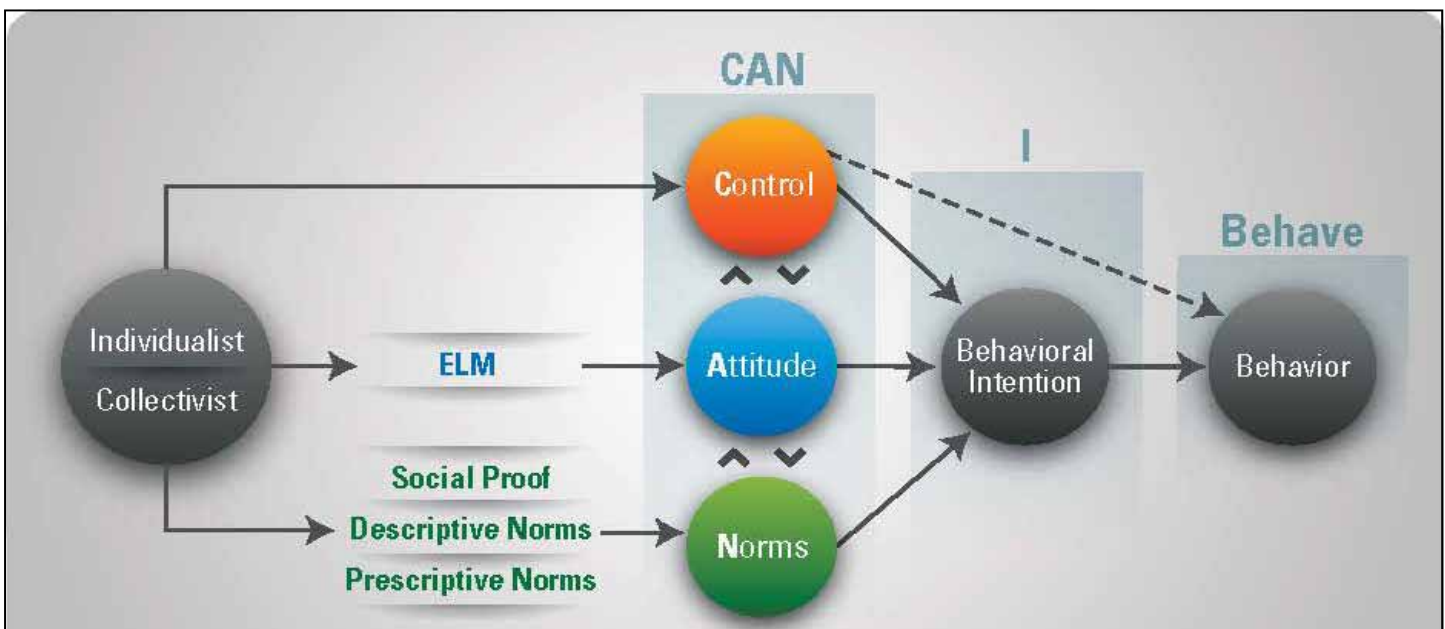 CAN
Control
I
Behave
Individualist
Collectivist
ELM
Attitude
Behavioral
Intention
Behavior
Social Proof
Descriptive Norms
Prescriptive Norms
Norms